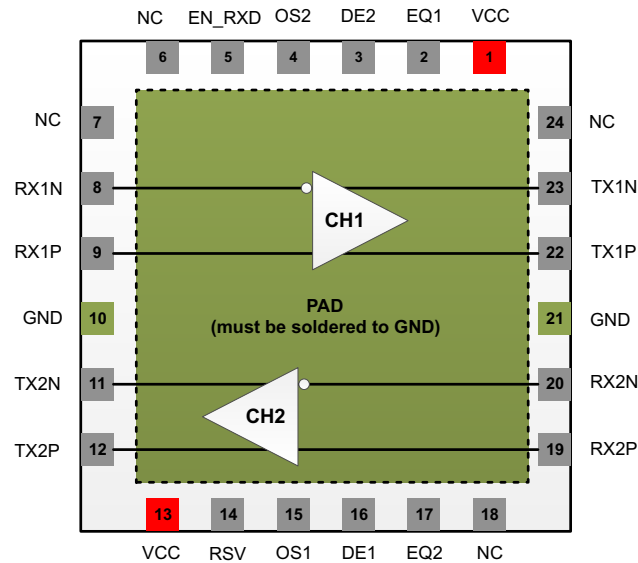 NC EN_RXD OS2 DE2 EQ1 VCC
6 5 4 3 2 1
NC 7 24 NC
RX1N 8 23 TX1N
CH1
RX1P 9 22 TX1P
PAD
GND 10 21 GND
(must be soldered to GND)
TX2N 11 20 RX2N
CH2
TX2P 12 19 RX2P
13 14 15 16 17 18
VCC RSV OS1 DE1 EQ2 NC